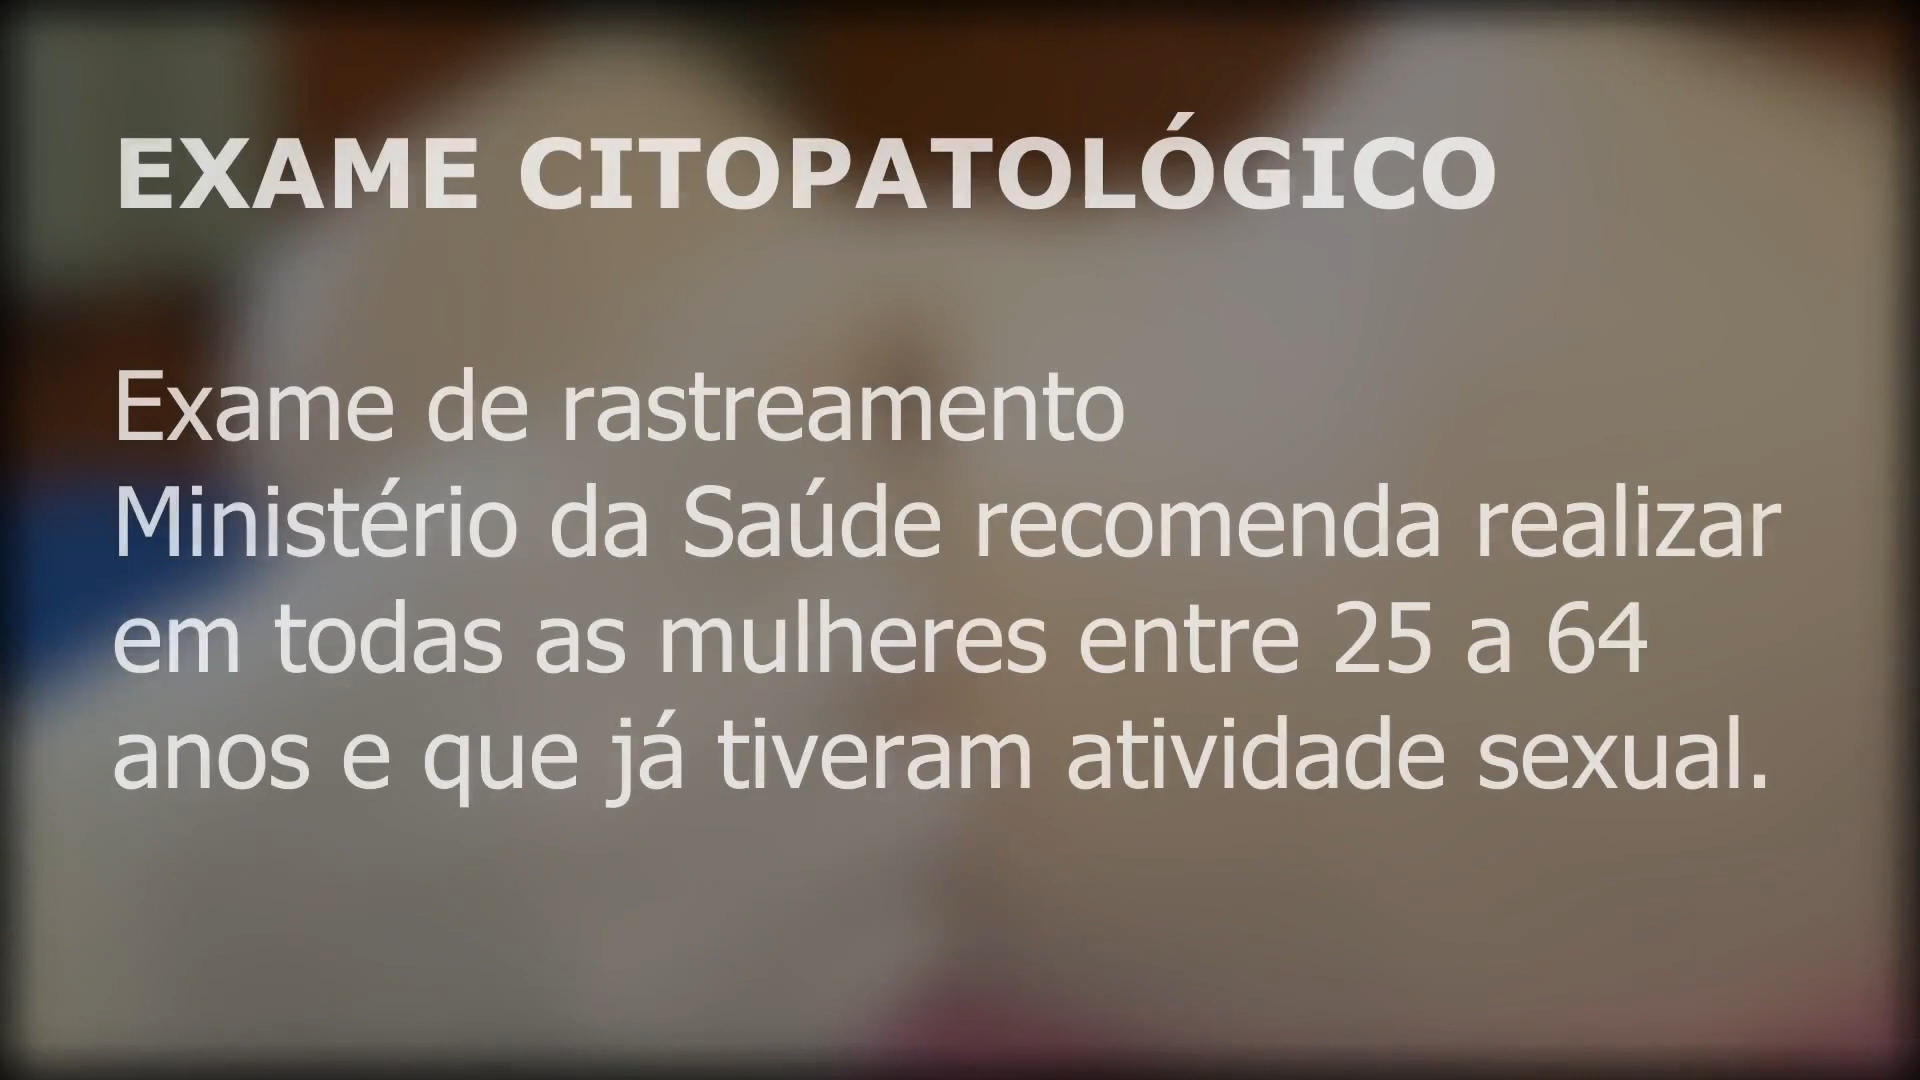 EXAME CITOPATOLÓGICO
Exame de rastreamento
Ministério da Saúde recomenda realizar
em todas as mulheres entre 25 a 64
anos e que já tiveram atividade sexual.